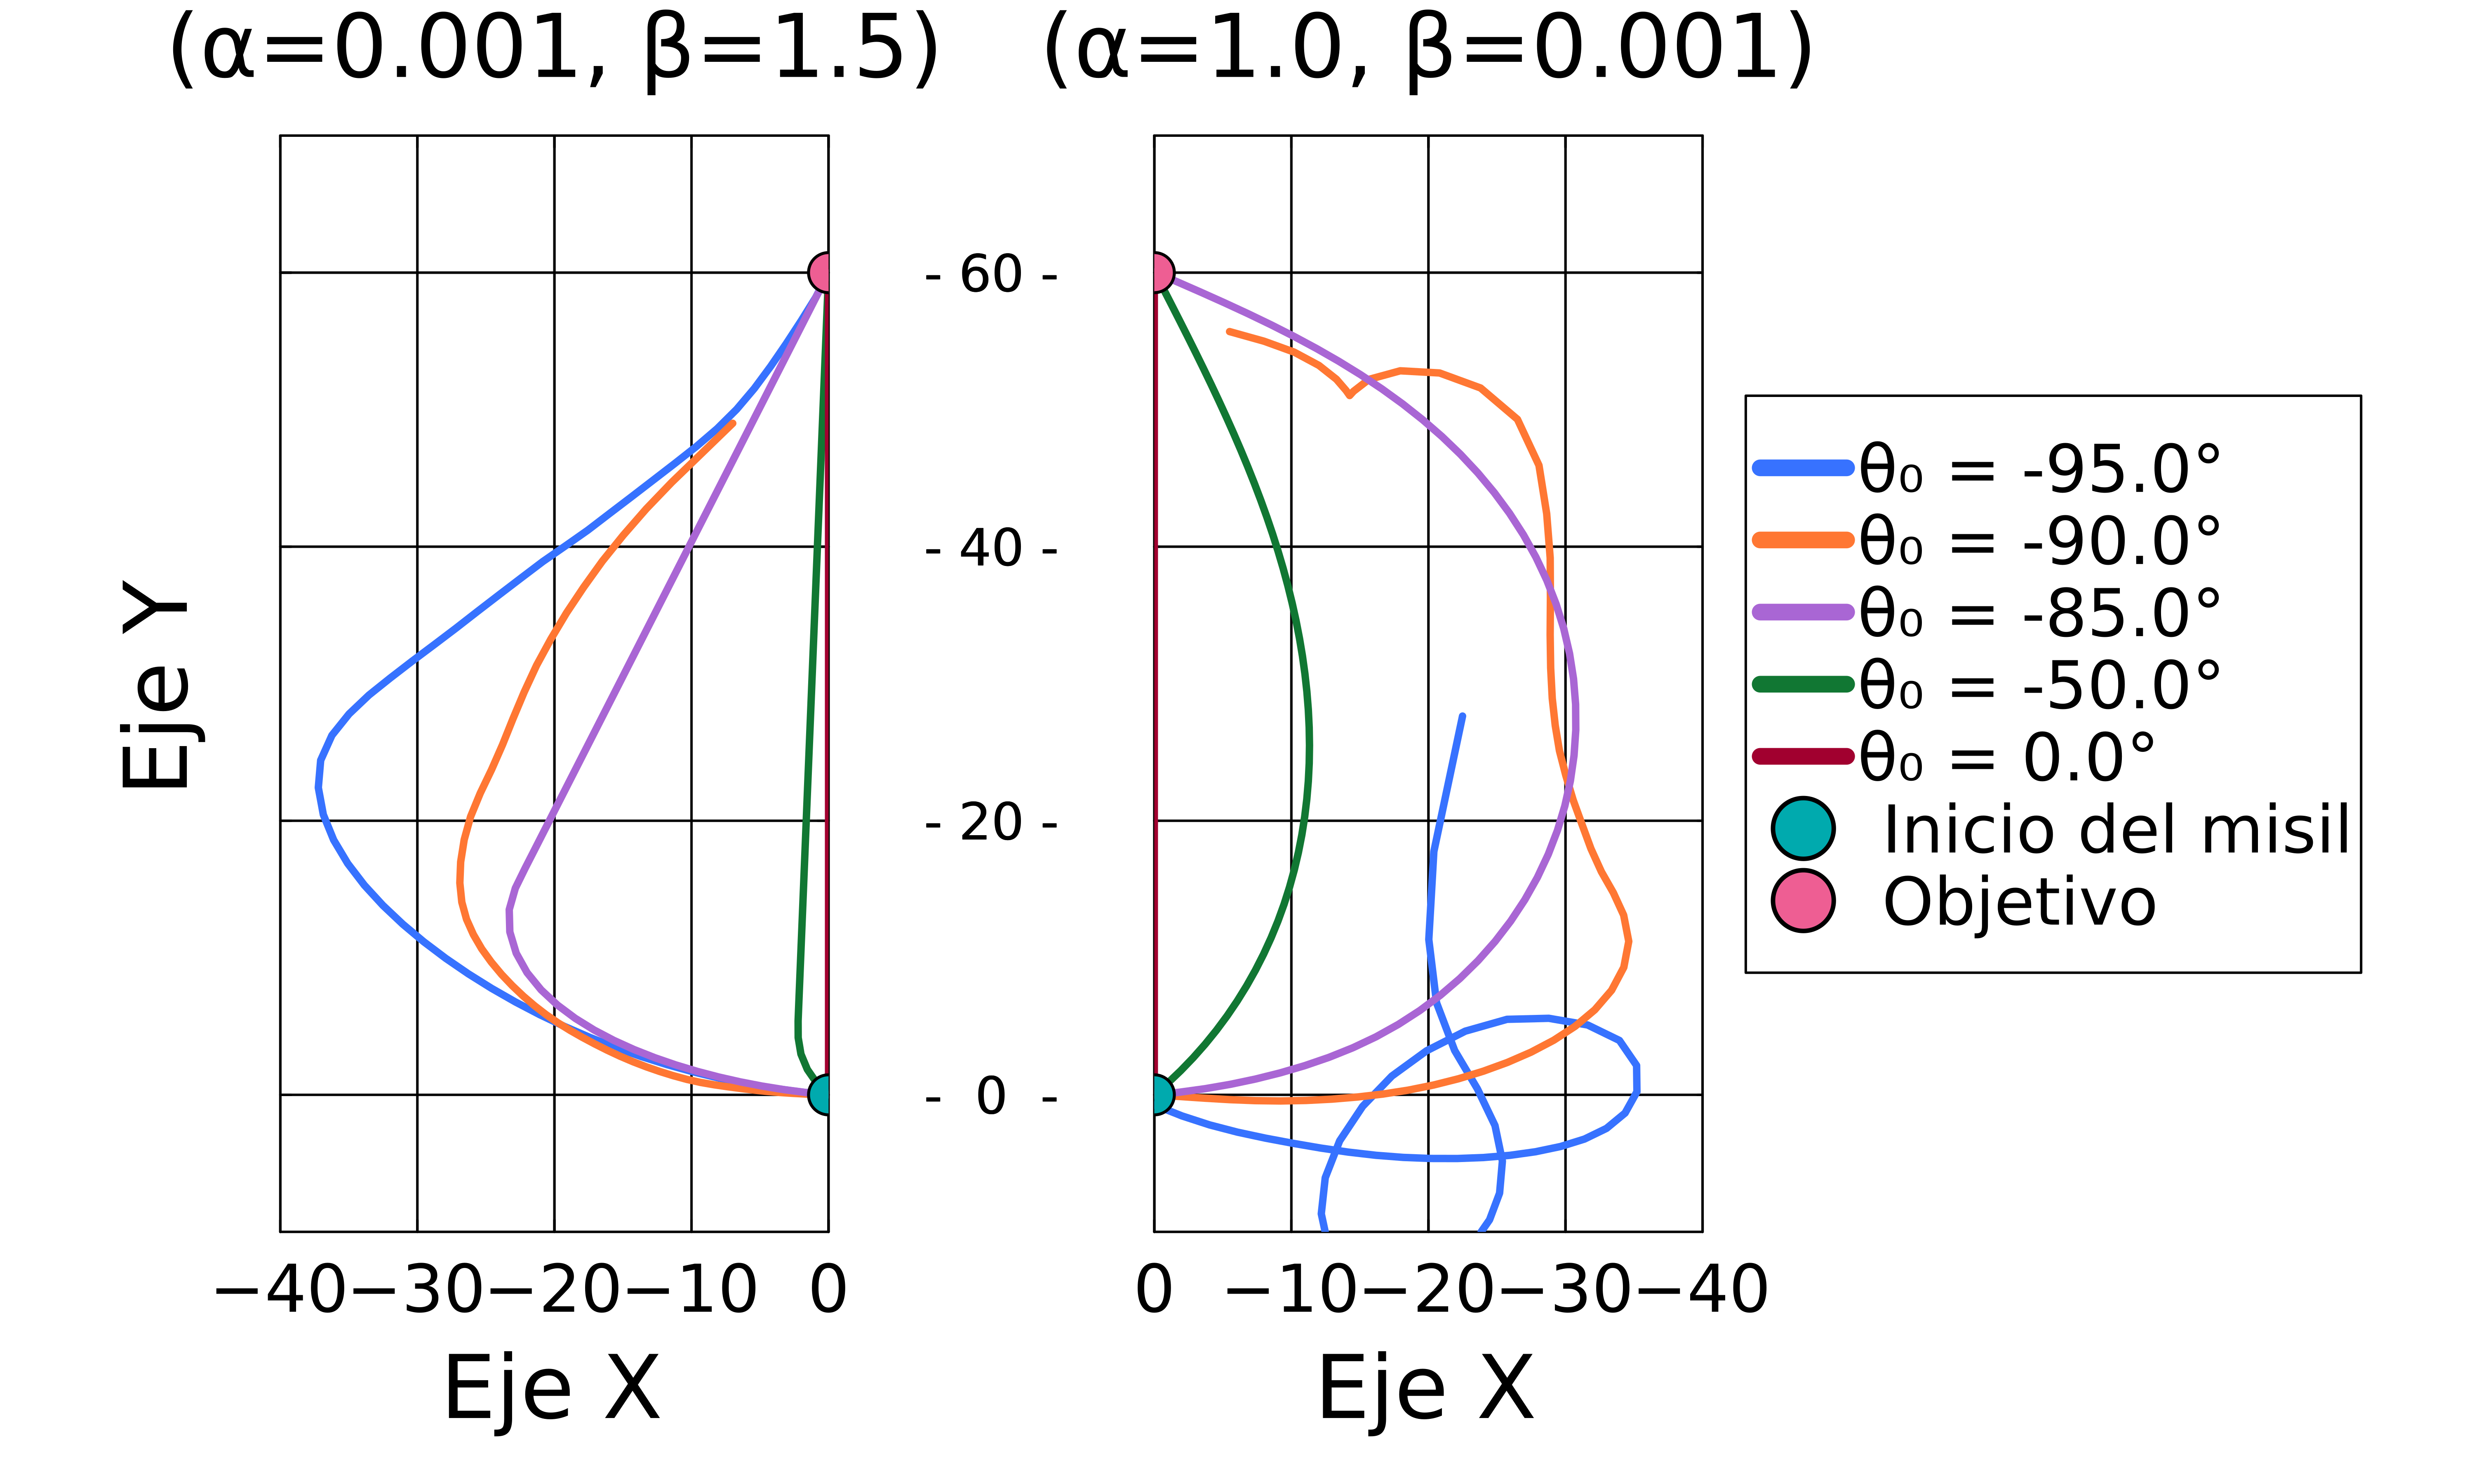 (α=0.001, β=1.5)
(α=1.0, β=0.001)
Eje Y
- 60 -
- 40 -
- 20 -
- 0 -
−40 −30 −20 −10 0
0 −10 −20 −30 −40
Eje X
Eje X
θ₀ = -95.0°
θ₀ = -90.0°
θ₀ = -85.0°
θ₀ = -50.0°
θ₀ = 0.0°
Inicio del misil
Objetivo